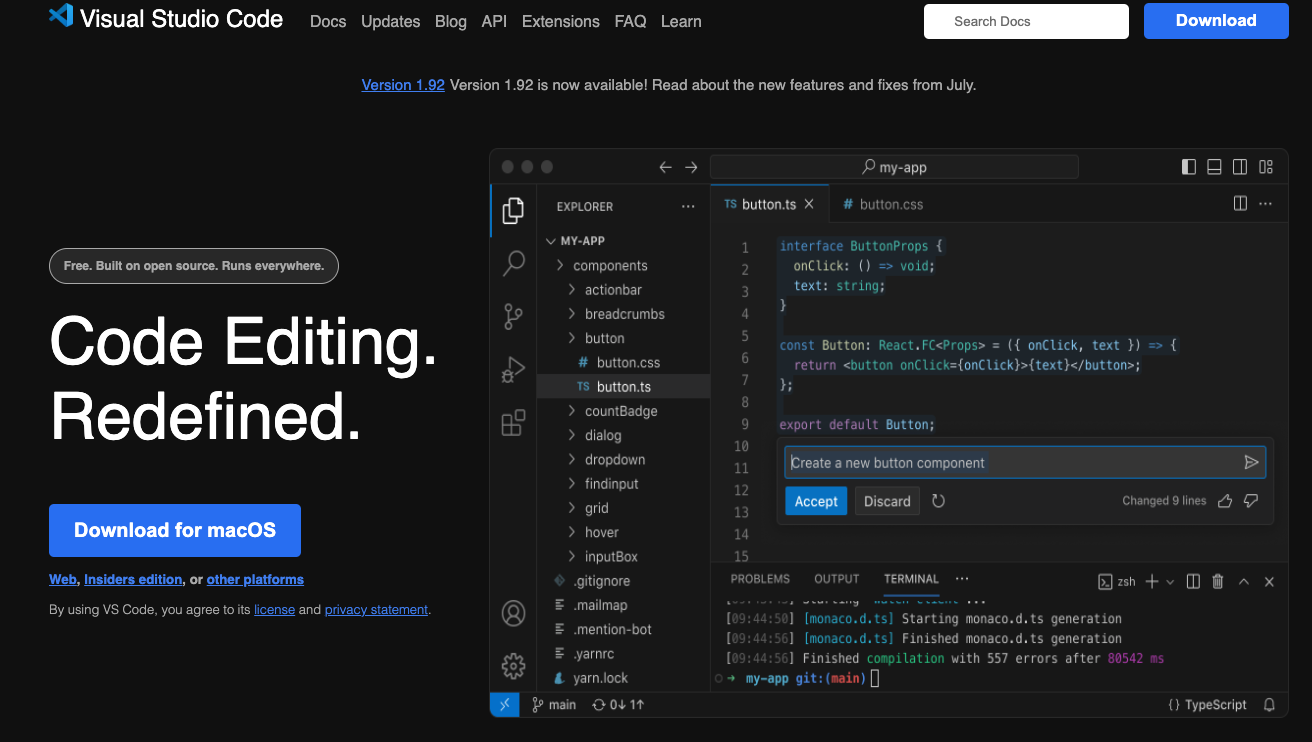 Visual Studio Code Docs Updates Blog API Extensions FAQ Learn Search Docs Download
Version 1.92 Version 1.92 is now available! Read about the new features and fixes from July.
Free. Built on open source. Runs everywhere.
Code Editing.
Redefined.
Download for macOS
Web, Insiders edition, or other platforms
By using VS Code, you agree to its license and privacy statement.
my-app
EXPLORER
MY-APP
components
actionbar
breadcrumbs
button
# button.css
TS button.ts
countBadge
dialog
dropdown
findinput
grid
hover
inputBox
.gitignore
.mailmap
.mention-bot
.yarnrc
yarn.lock
TS button.ts # button.css
1 interface ButtonProps {
2 onClick: () => void;
3 text: string;
4 }
5
6 const Button: React.FC<Props> = ({ onClick, text }) => {
7 return <button onClick={onClick}>{text}</button>;
8 };
9
10 export default Button;
11 Create a new button component
12
13 Accept Discard Changed 9 lines
14
15
PROBLEMS OUTPUT TERMINAL ... zsh
Starting watch-client ...
[09:44:50] [monaco.d.ts] Starting monaco.d.ts generation
[09:44:56] [monaco.d.ts] Finished monaco.d.ts generation
[09:44:56] Finished compilation with 557 errors after 80542 ms
my-app git:(main)
main 0↓ 1↑ {} TypeScript